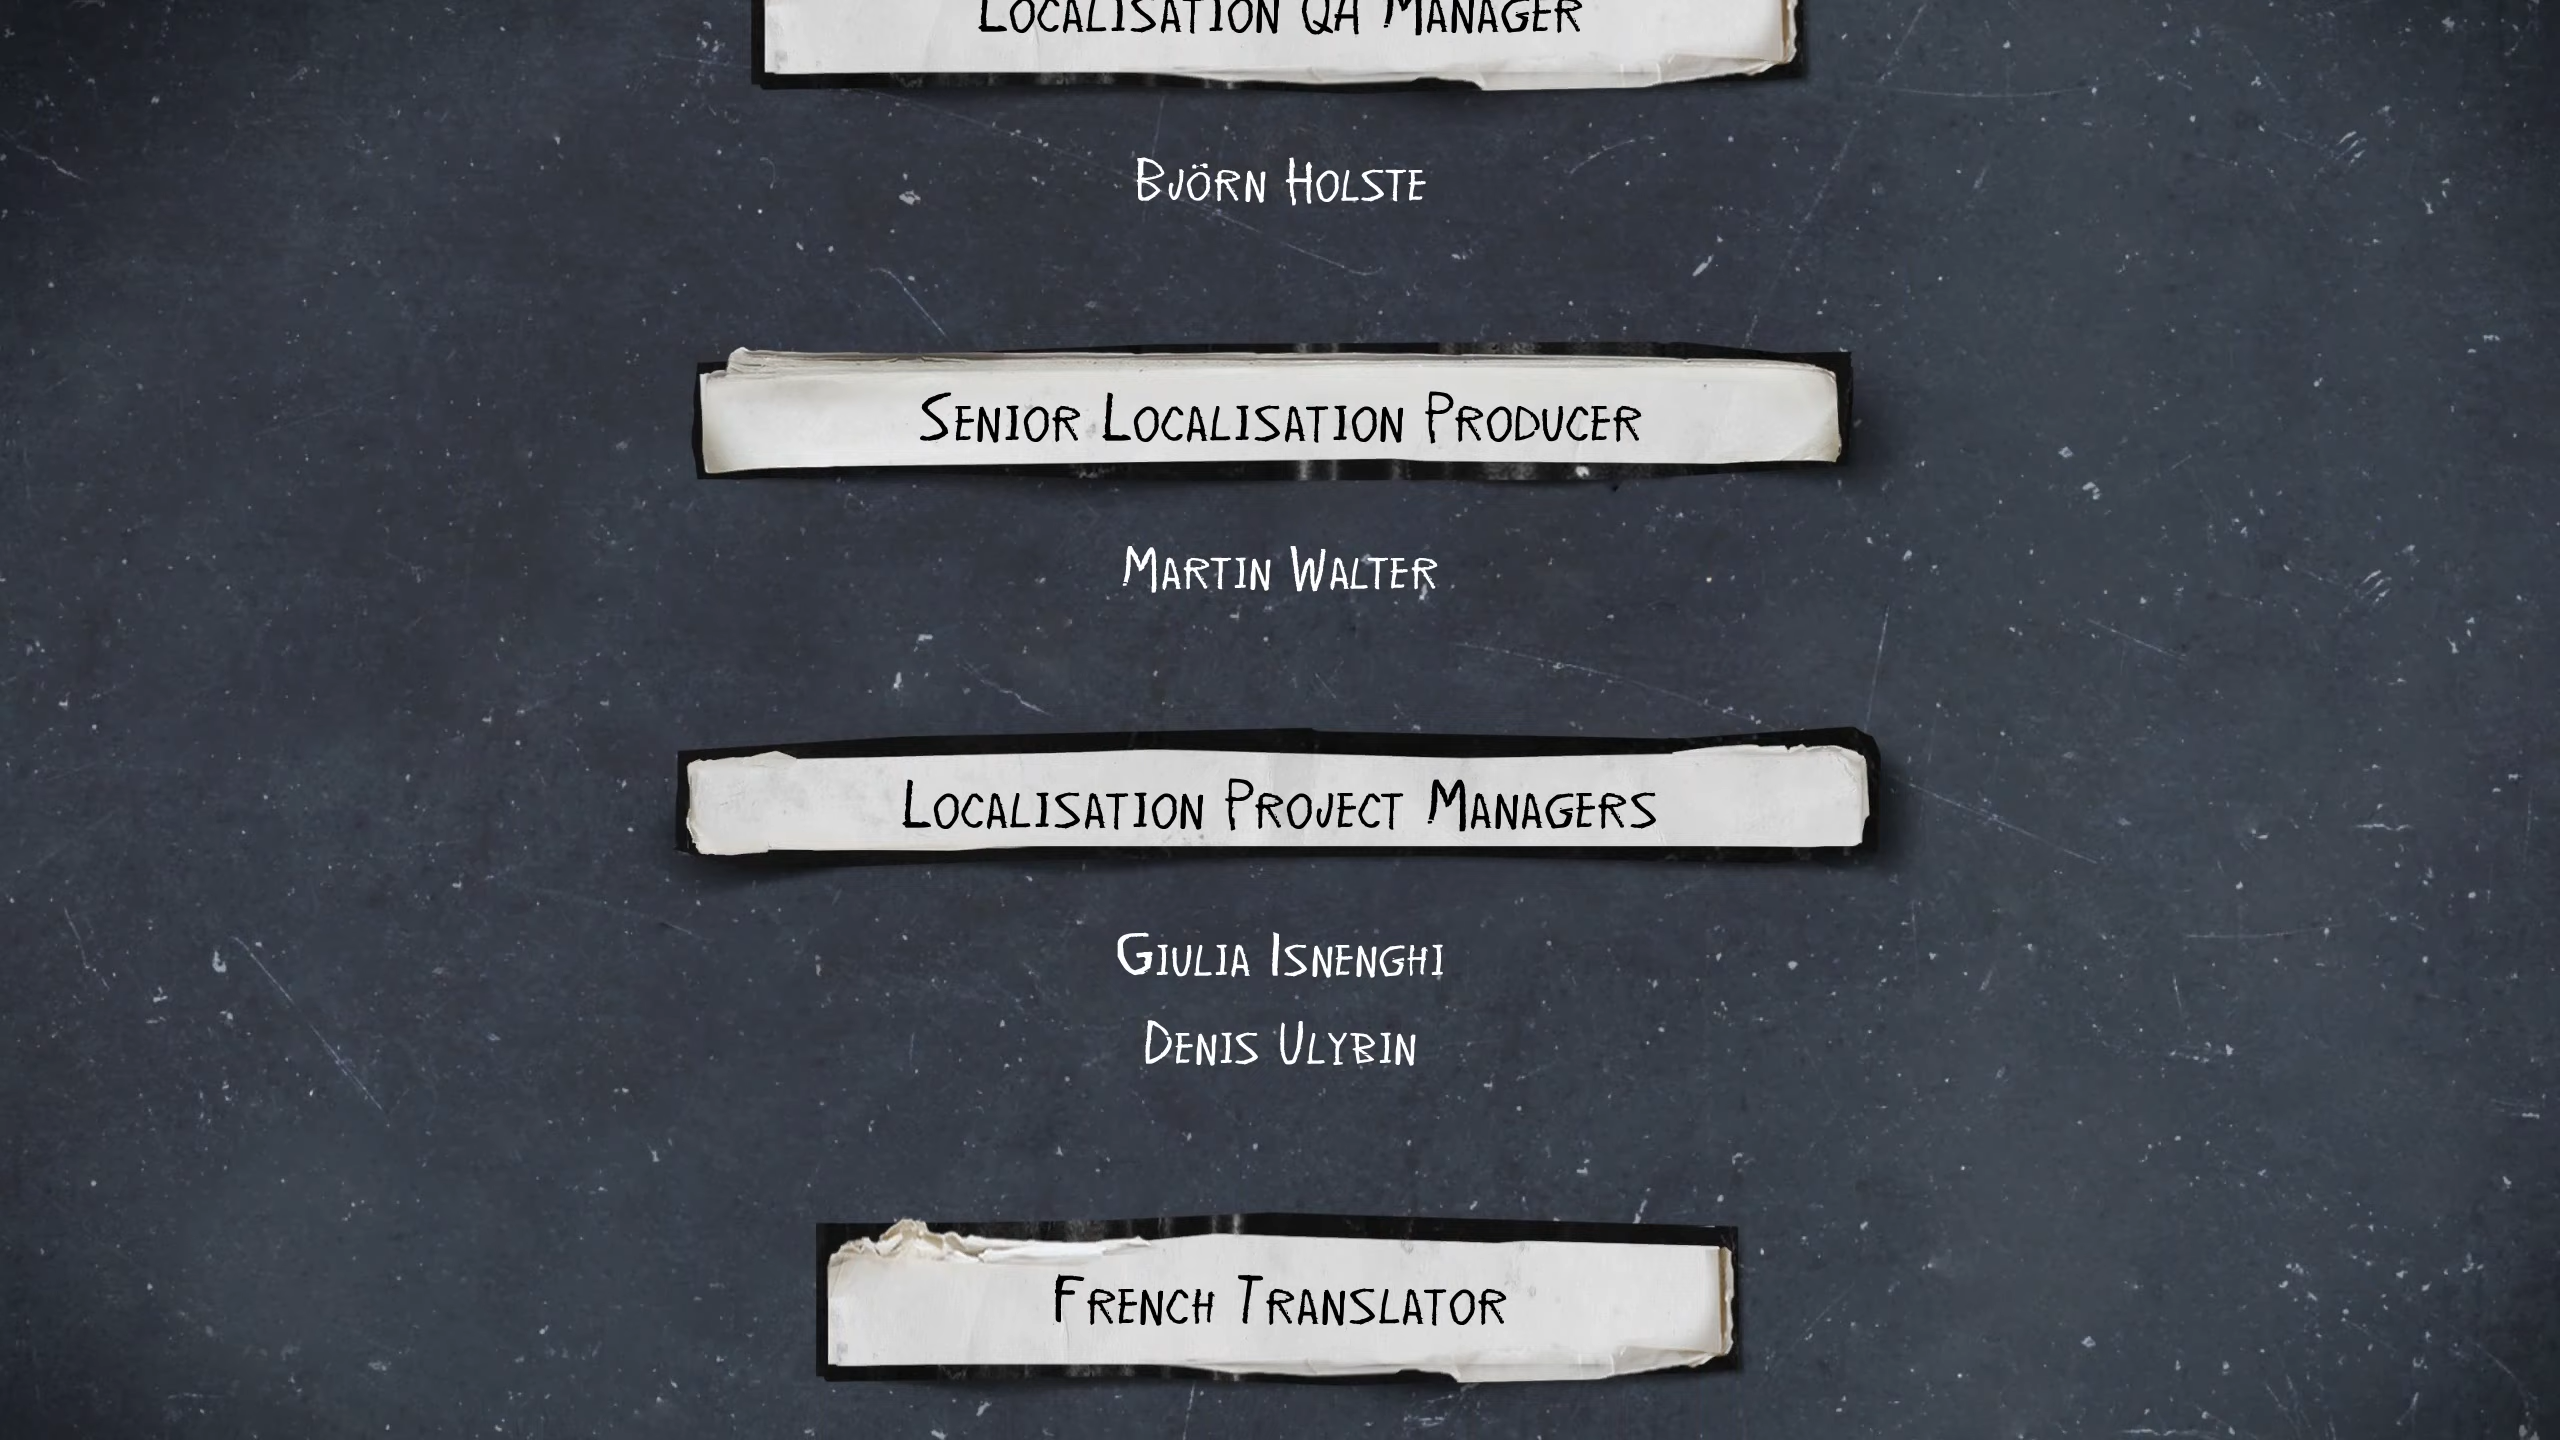 Localisation QA Manager
Björn Holste
Senior Localisation Producer
Martin Walter
Localisation Project Managers
Giulia Isnenghi
Denis Ulybin
French Translator